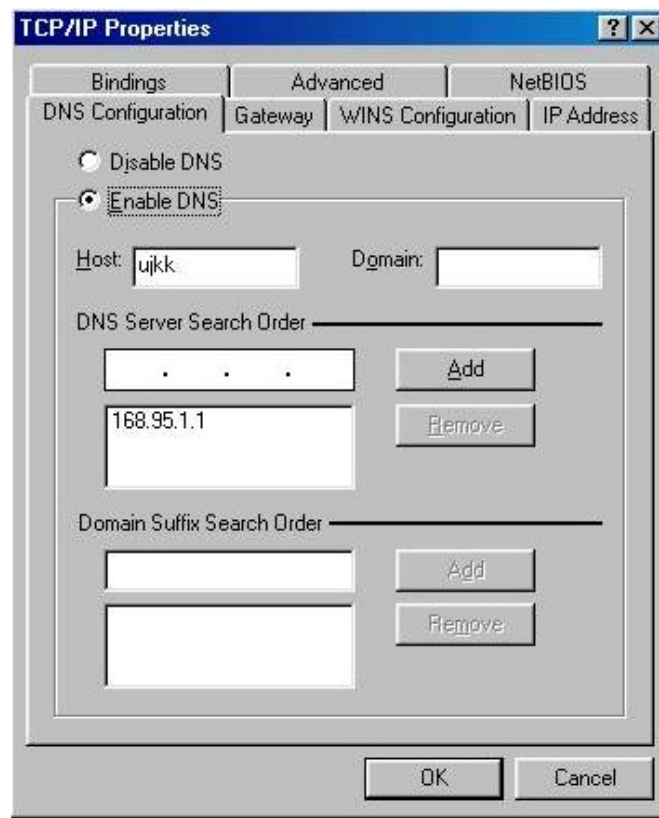 TCP/IP Properties
Bindings Advanced NetBIOS
DNS Configuration Gateway WINS Configuration IP Address
Disable DNS
Enable DNS
Host: ujkk Domain:
DNS Server Search Order
. . . Add
168.95.1.1 Remove
Domain Suffix Search Order
Add
Remove
OK Cancel